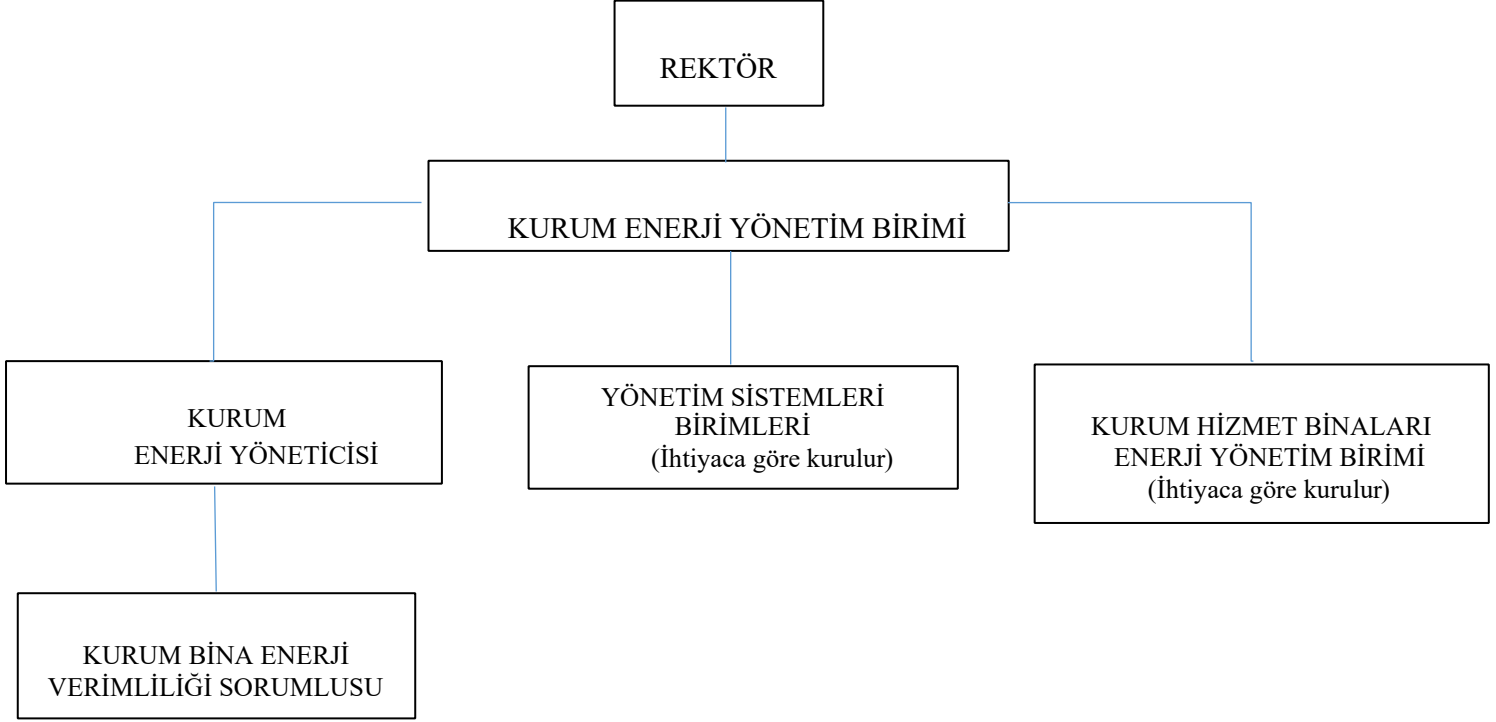 REKTÖR
KURUM ENERJİ YÖNETİM BİRİMİ
KURUM
ENERJİ YÖNETİCİSİ
YÖNETİM SİSTEMLERİ
BİRİMLERİ
(İhtiyaca göre kurulur)
KURUM HİZMET BİNALARI
ENERJİ YÖNETİM BİRİMİ
(İhtiyaca göre kurulur)
KURUM BİNA ENERJİ
VERİMLİLİĞİ SORUMLUSU